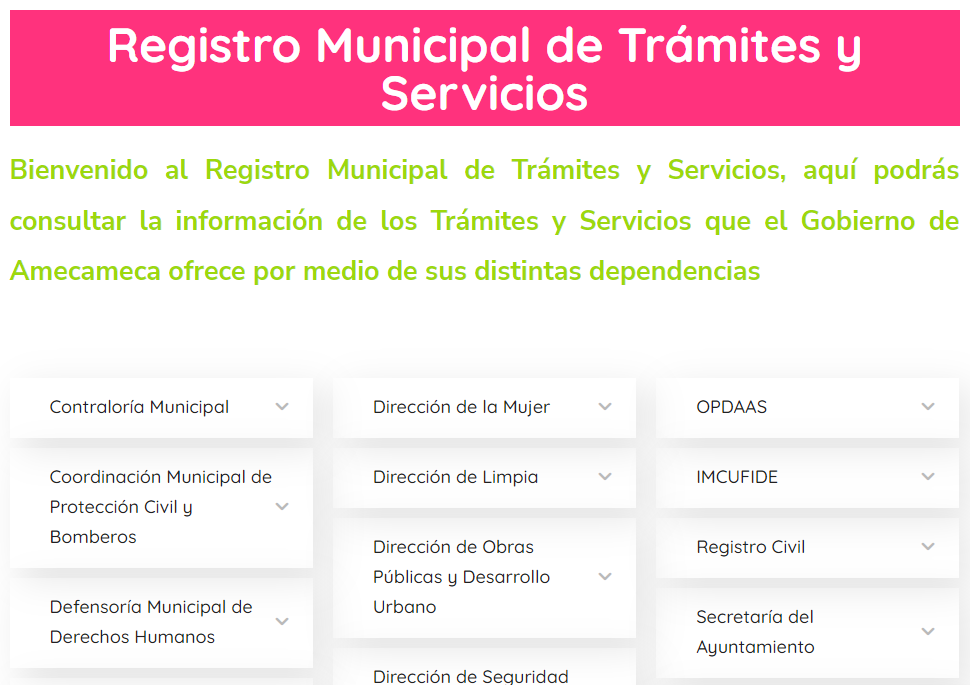 Registro Municipal de Trámites y
Servicios
Bienvenido al Registro Municipal de Trámites y Servicios, aquí podrás
consultar la información de los Trámites y Servicios que el Gobierno de
Amecameca ofrece por medio de sus distintas dependencias
Contraloría Municipal
Coordinación Municipal de
Protección Civil y
Bomberos
Defensoría Municipal de
Derechos Humanos
Dirección de la Mujer
Dirección de Limpia
Dirección de Obras
Públicas y Desarrollo
Urbano
Dirección de Seguridad
OPDAAS
IMCUFIDE
Registro Civil
Secretaría del
Ayuntamiento